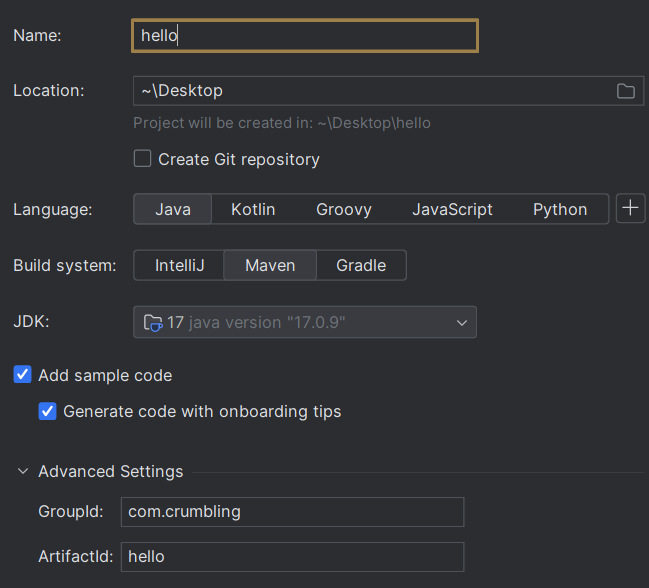 Name: hello
Location: ~\Desktop
Project will be created in: ~\Desktop\hello
Create Git repository
Language: Java Kotlin Groovy JavaScript Python
Build system: IntelliJ Maven Gradle
JDK: 17 java version "17.0.9"
Add sample code
Generate code with onboarding tips
Advanced Settings
GroupId: com.crumbling
ArtifactId: hello